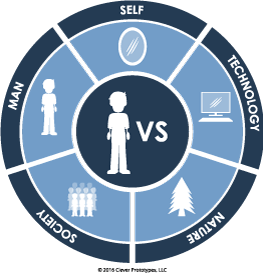 SELF
MAN
TECHNOLOGY
VS
SOCIETY
NATURE
© 2016 Clever Prototypes, LLC